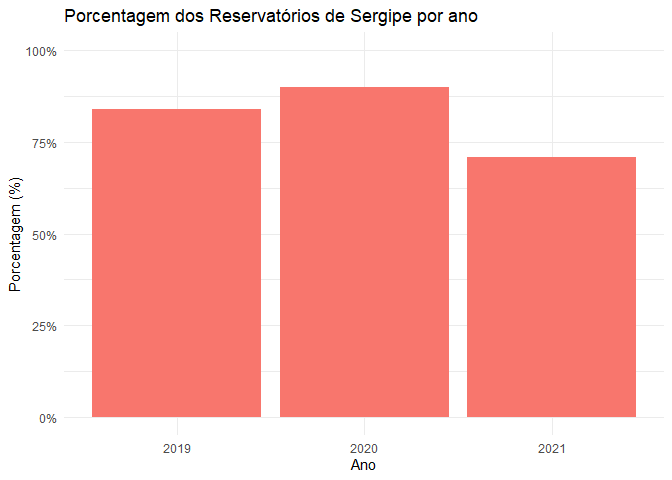 Porcentagem dos Reservatórios de Sergipe por ano
Porcentagem (%)
100%
75%
50%
25%
0%
2019 2020 2021
Ano